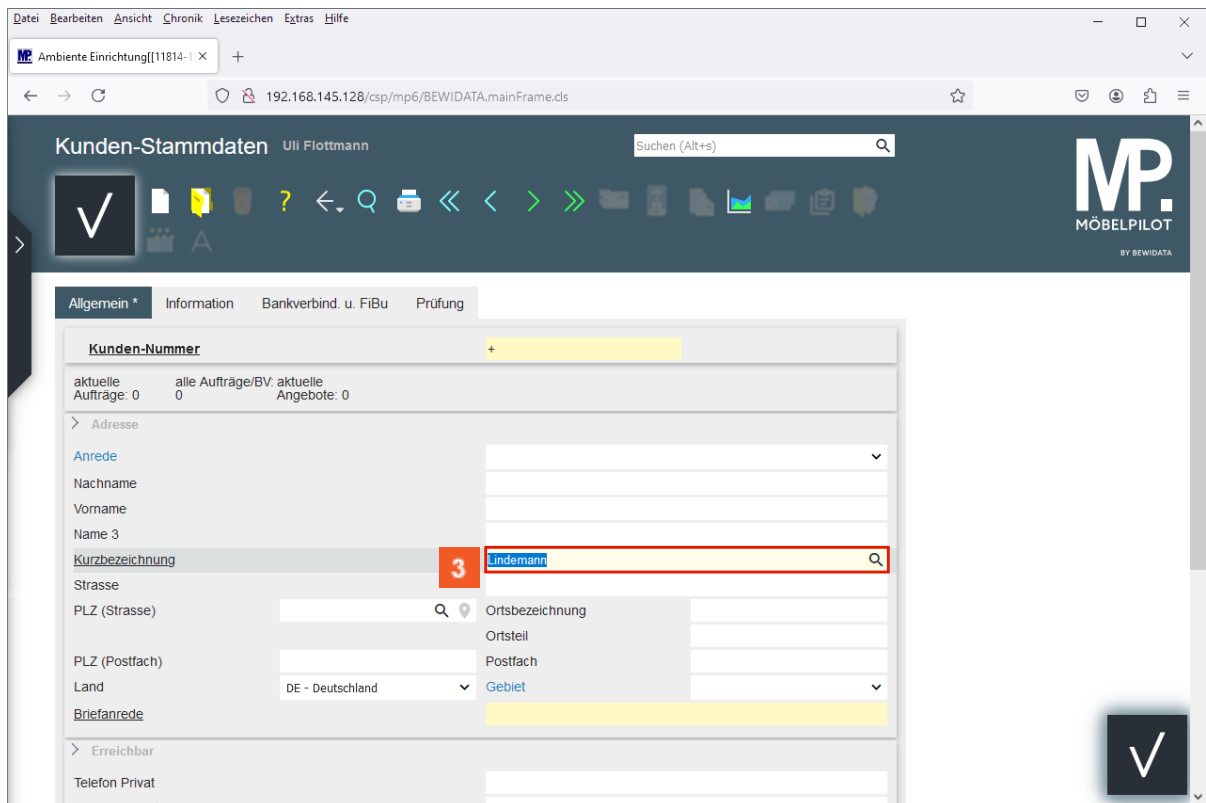 Datei Bearbeiten Ansicht Chronik Lesezeichen Extras Hilfe
MP. Ambiente Einrichtung[[11814-1
192.168.145.128/csp/mp6/BEWIDATA.mainFrame.cls
Kunden-Stammdaten Uli Flottmann
Suchen (Alt+s)
MP.
MÖBELPILOT
BY BEWIDATA
Allgemein * Information Bankverbind. u. FiBu Prüfung
Kunden-Nummer +
aktuelle alle Aufträge/BV: aktuelle
Aufträge: 0 0 Angebote: 0
Adresse
Anrede
Nachname
Vorname
Name 3
Kurzbezeichnung 3 Lindemann
Strasse
PLZ (Strasse) Ortsbezeichnung
Ortsteil
PLZ (Postfach) Postfach
Land DE - Deutschland Gebiet
Briefanrede
Erreichbar
Telefon Privat